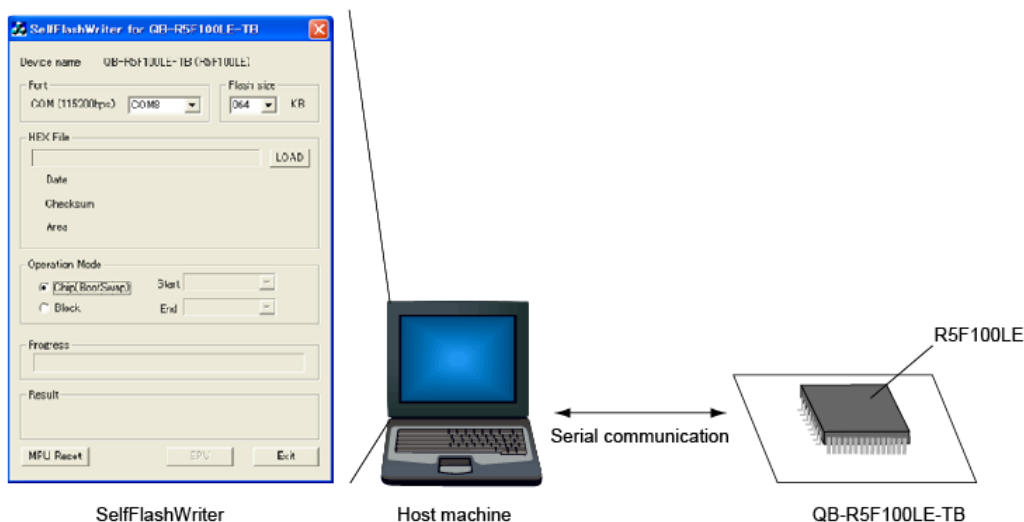 SelfFlashWriter for QB-R5F100LE-TB
Device name QB-R5F100LE-TB (R5F100LE)
Port
COM (115200bps) COM8
Flash size
064 KB
HEX File
LOAD
Date
Checksum
Area
Operation Mode
Chip(BootSwap)
Start
Block
End
Progress
Result
MPU Reset EPV Exit
R5F100LE
Serial communication
SelfFlashWriter Host machine QB-R5F100LE-TB